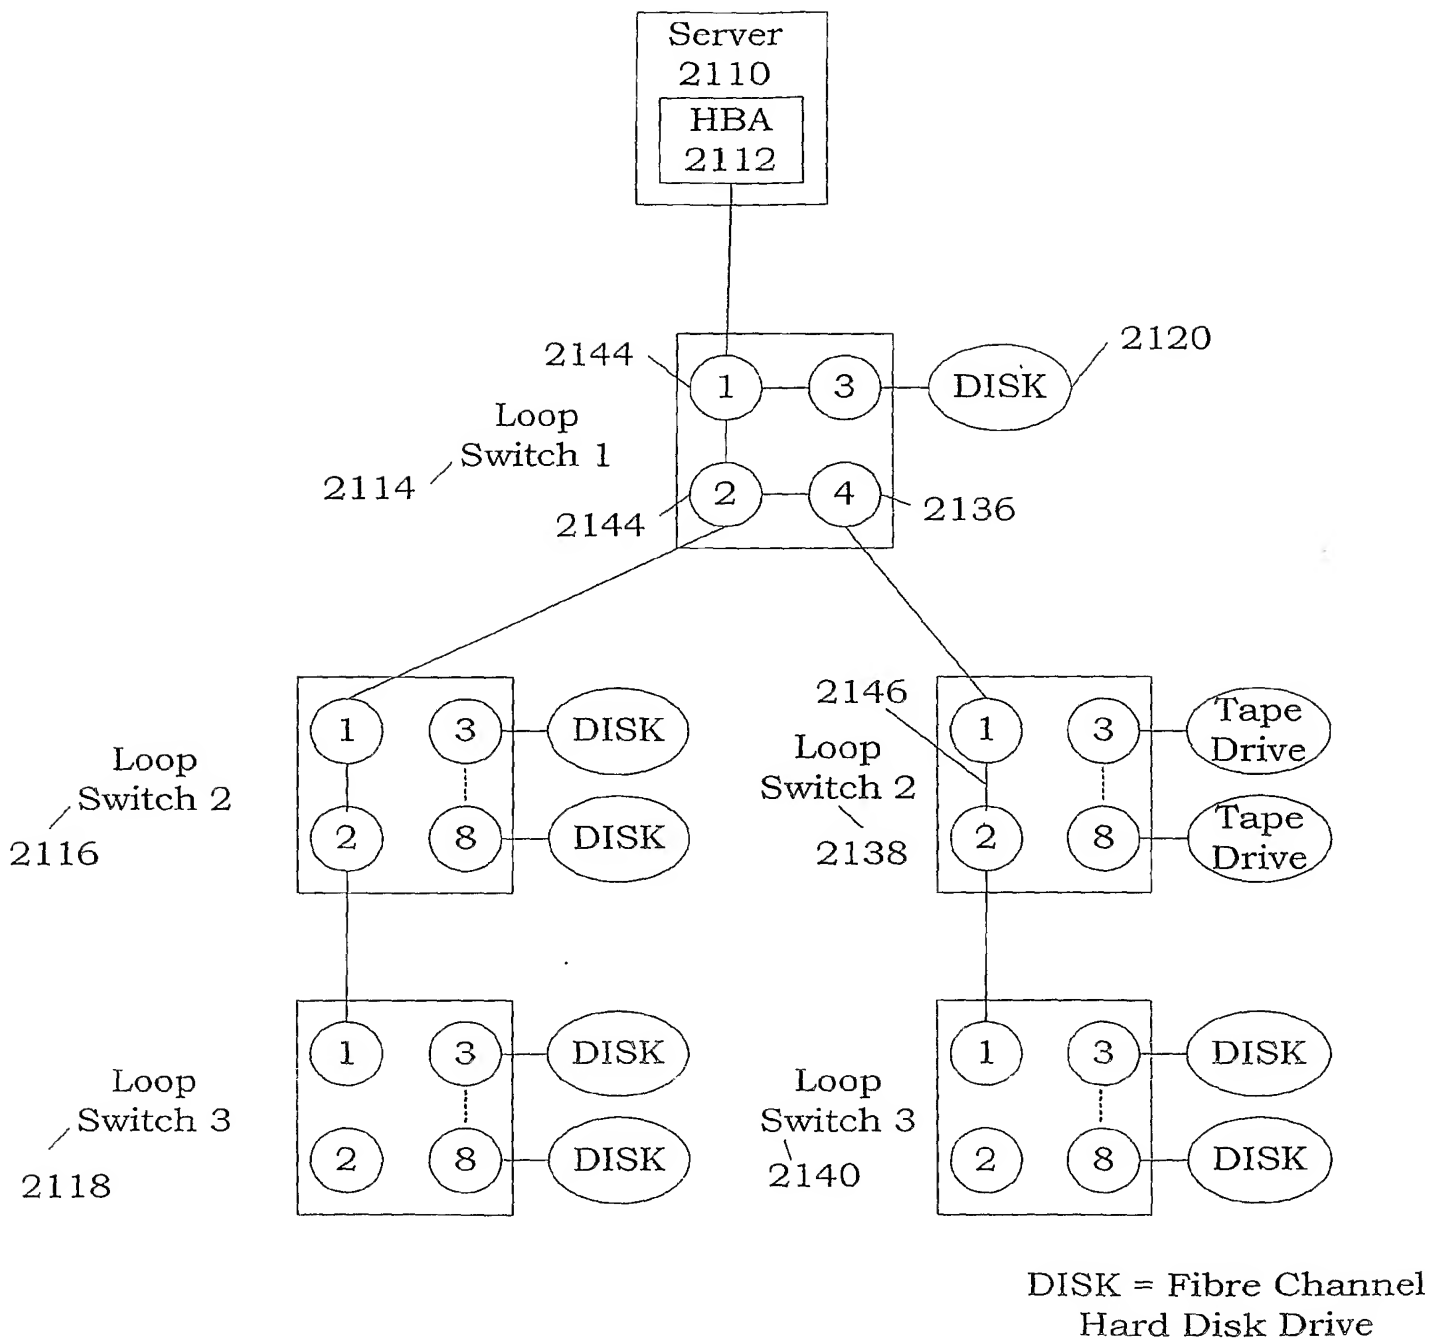 Server
2110
HBA
2112
2144
1
3
DISK
2120
Loop
Switch 1
2114
2
4
2144
2136
1
3
DISK
Loop
Switch 2
2116
2
8
DISK
2146
1
3
Tape
Drive
Loop
Switch 2
2138
2
8
Tape
Drive
1
3
DISK
Loop
Switch 3
2118
2
8
DISK
1
3
DISK
Loop
Switch 3
2140
2
8
DISK
DISK = Fibre Channel
Hard Disk Drive